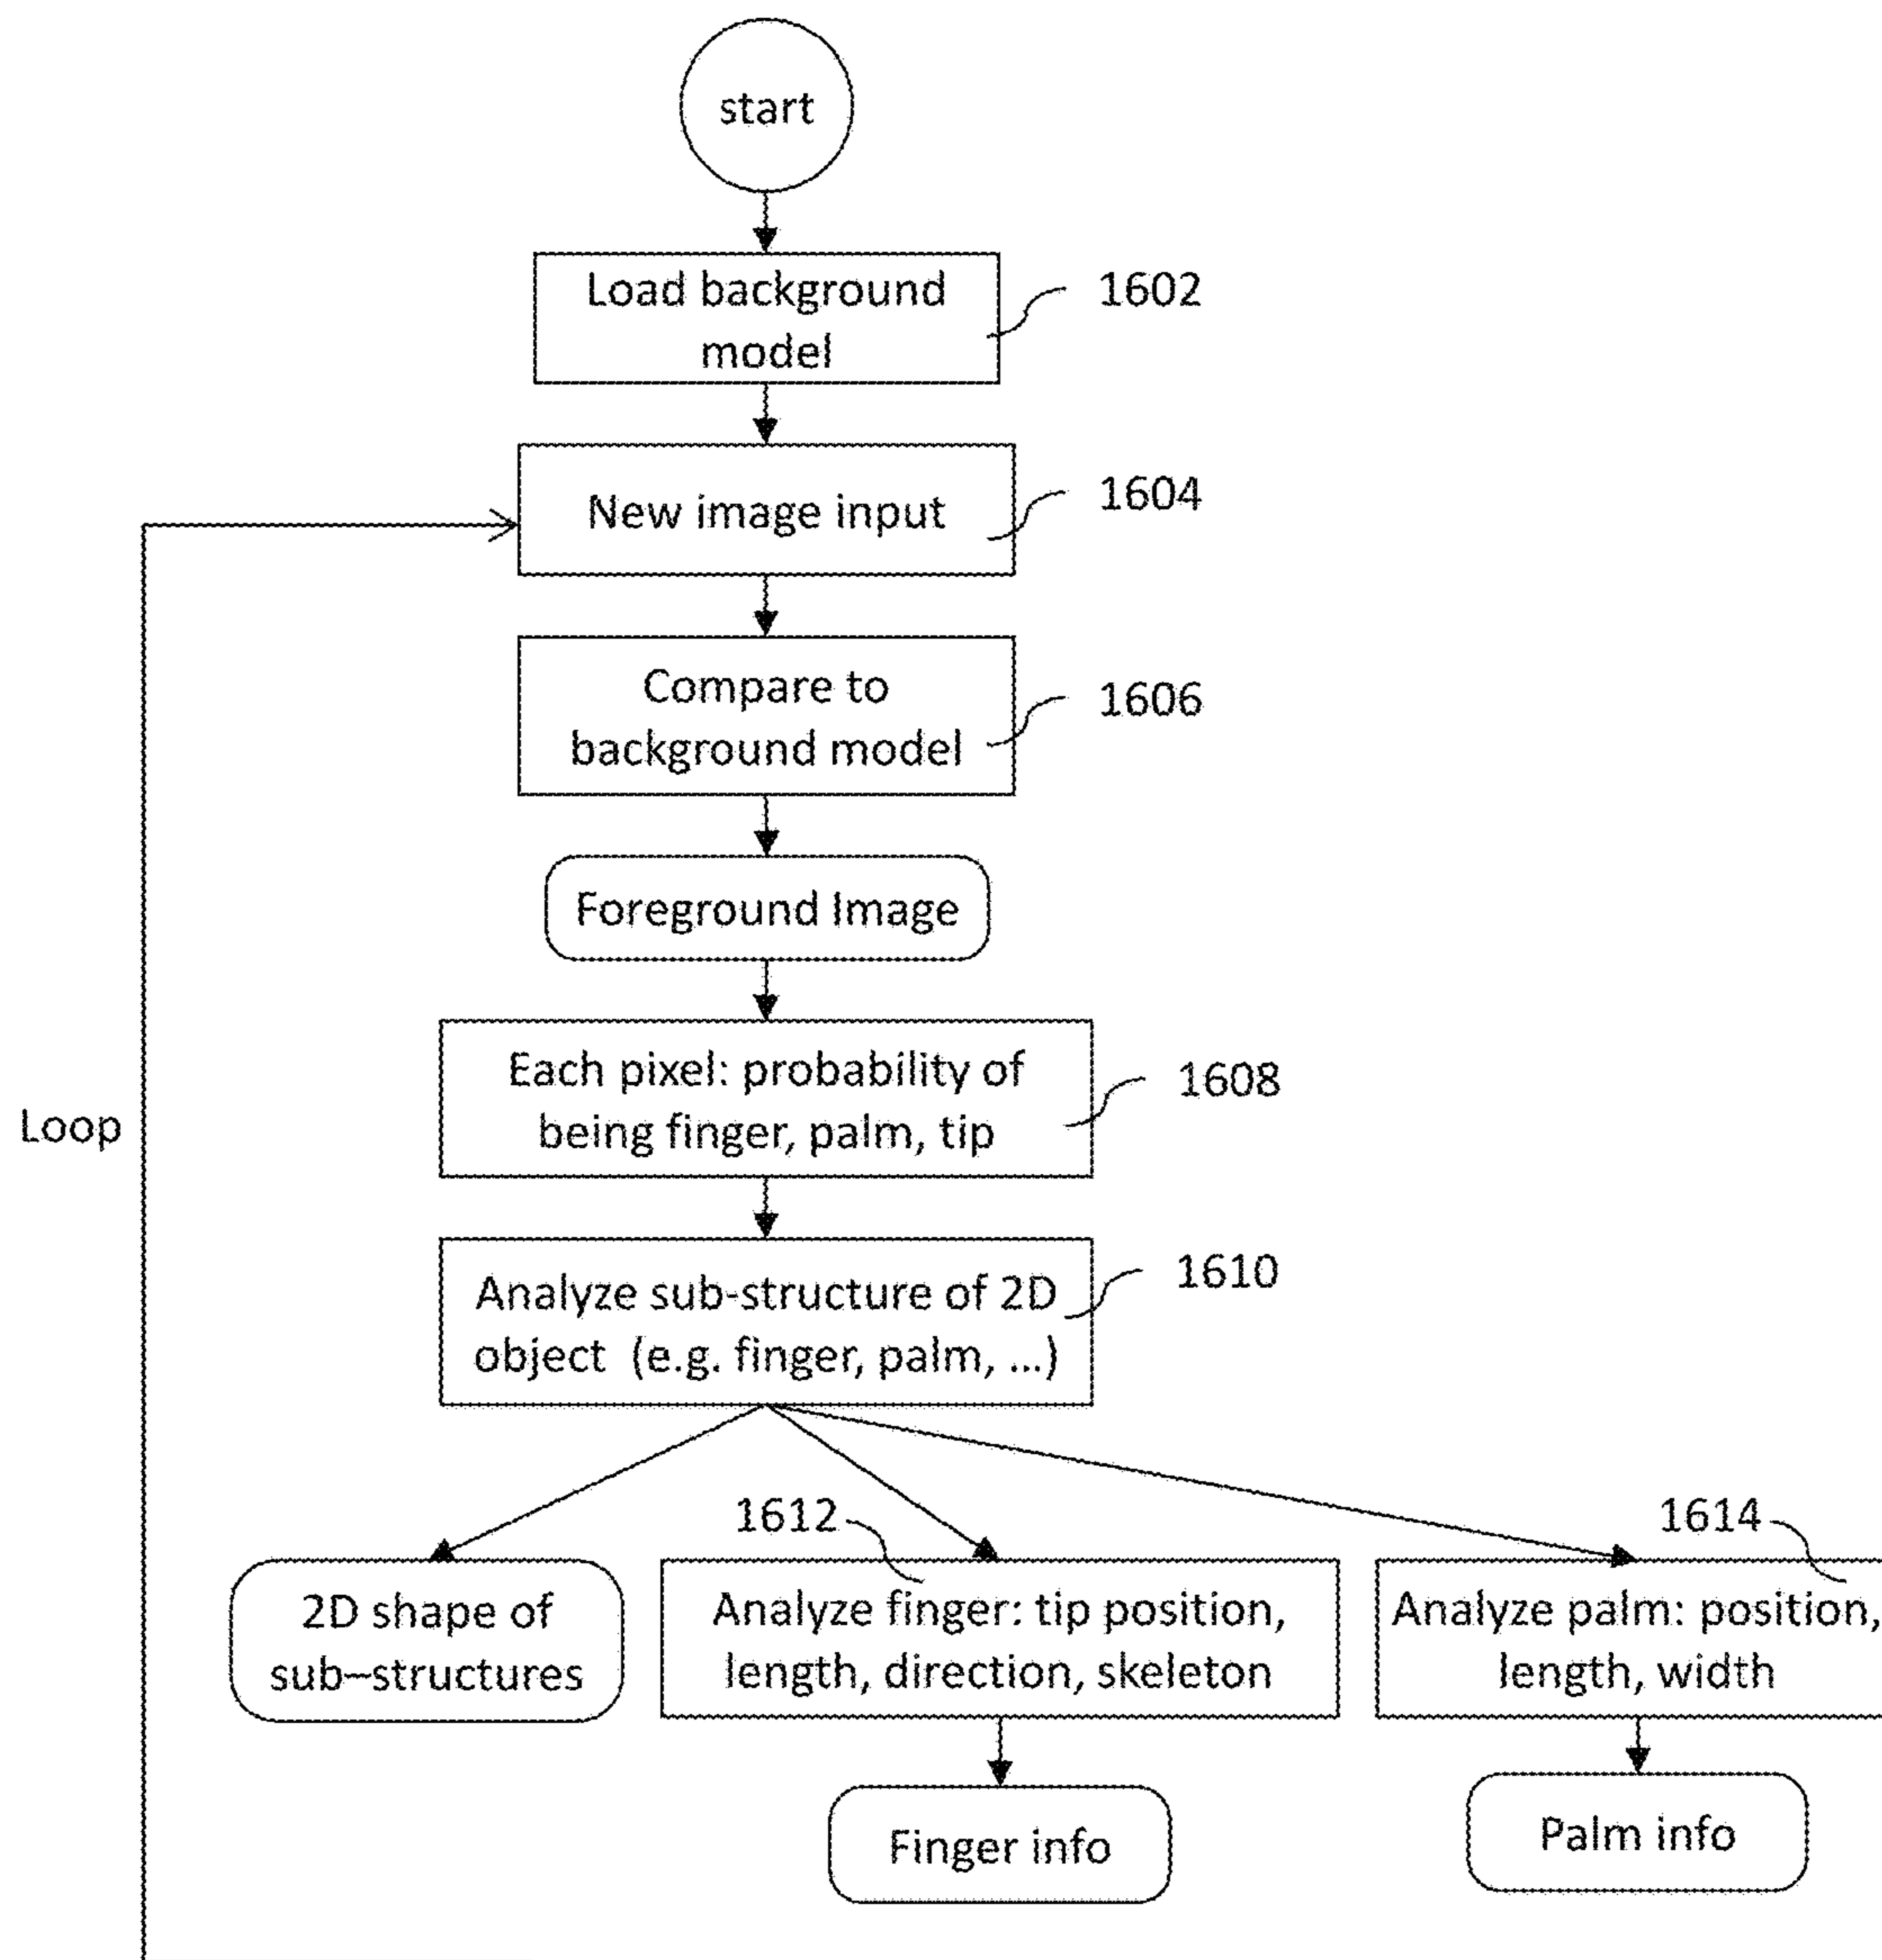 start
Load background
model
1602
New image input
1604
Compare to
background model
1606
Foreground Image
Each pixel: probability of
being finger, palm, tip
1608
Loop
Analyze sub-structure of 2D
object (e.g. finger, palm, ...)
1610
1612
1614
2D shape of
sub–structures
Analyze finger: tip position,
length, direction, skeleton
Analyze palm: position,
length, width
Finger info
Palm info